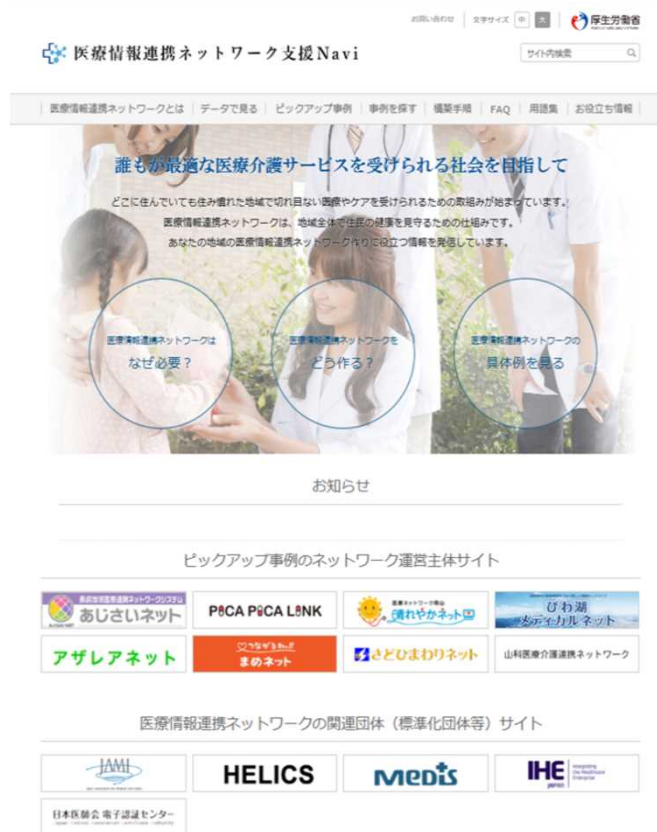 お問い合わせ
文字サイズ 中 大
厚生労働省
医療情報連携ネットワーク支援Navi
サイト内検索
医療情報連携ネットワークとは データで見る ピックアップ事例 事例を探す 構築手順 FAQ 用語集 お役立ち情報
誰もが最適な医療介護サービスを受けられる社会を目指して
どこに住んでいても住み慣れた地域で切れ目ない医療やケアを受けられるための取組みが始まっています。
医療情報連携ネットワークは、地域全体で住民の健康を見守るための仕組みです。
あなたの地域の医療情報連携ネットワーク作りに役立つ情報を発信しています。
医療情報連携ネットワークは
なぜ必要?
医療情報連携ネットワークを
どう作る?
医療情報連携ネットワークの
具体例を見る
お知らせ
ピックアップ事例のネットワーク運営主体サイト
あじさいネット
PICA PICA LINK
晴れやかネット
びわ湖
メディカルネット
アザレアネット
つながるねっ!!
まめネット
さどひまわりネット
山科医療介護連携ネットワーク
医療情報連携ネットワークの関連団体(標準化団体等)サイト
JAMI
HELICS
MEDIS
IHE
Integrating
the Healthcare
Enterprise
JAPAN
日本医師会 電子認証センター